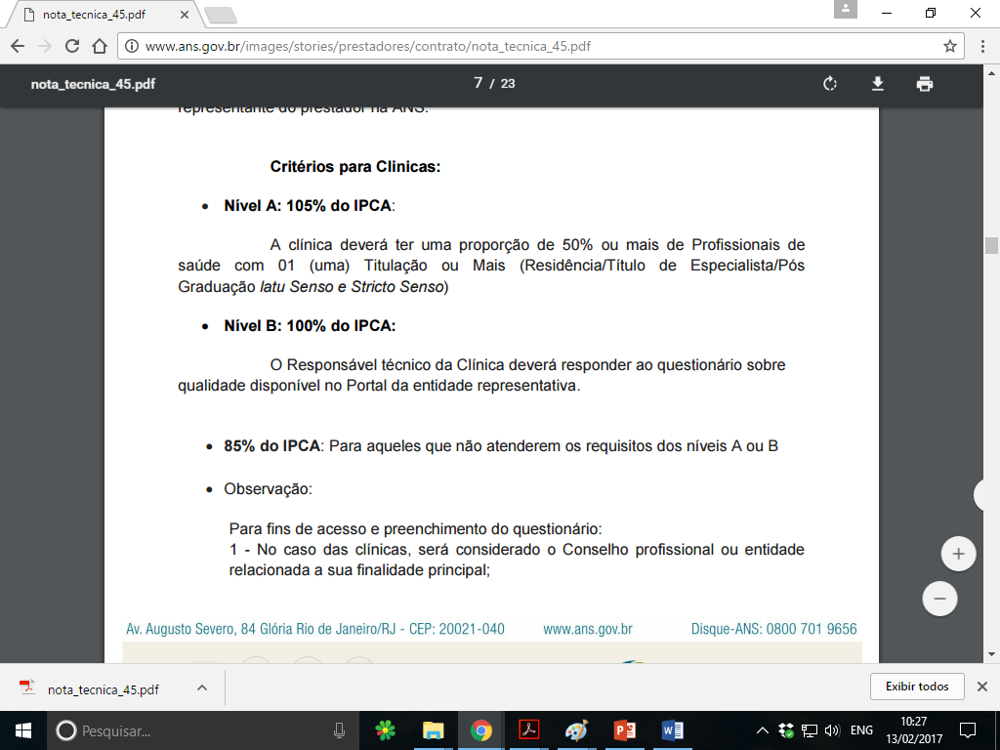 nota_tecnica_45.pdf
www.ans.gov.br/images/stories/prestadores/contrato/nota_tecnica_45.pdf
nota_tecnica_45.pdf
7 / 23
representante do prestador na ANS.
Critérios para Clinicas:
• Nível A: 105% do IPCA:
A clínica deverá ter uma proporção de 50% ou mais de Profissionais de
saúde com 01 (uma) Titulação ou Mais (Residência/Título de Especialista/Pós
Graduação latu Senso e Stricto Senso)
• Nível B: 100% do IPCA:
O Responsável técnico da Clínica deverá responder ao questionário sobre
qualidade disponível no Portal da entidade representativa.
• 85% do IPCA: Para aqueles que não atenderem os requisitos dos níveis A ou B
• Observação:
Para fins de acesso e preenchimento do questionário:
1 - No caso das clínicas, será considerado o Conselho profissional ou entidade
relacionada a sua finalidade principal;
Av. Augusto Severo, 84 Glória Rio de Janeiro/RJ - CEP: 20021-040 www.ans.gov.br Disque-ANS: 0800 701 9656
nota_tecnica_45.pdf
Exibir todos
Pesquisar...
ENG
10:27
13/02/2017